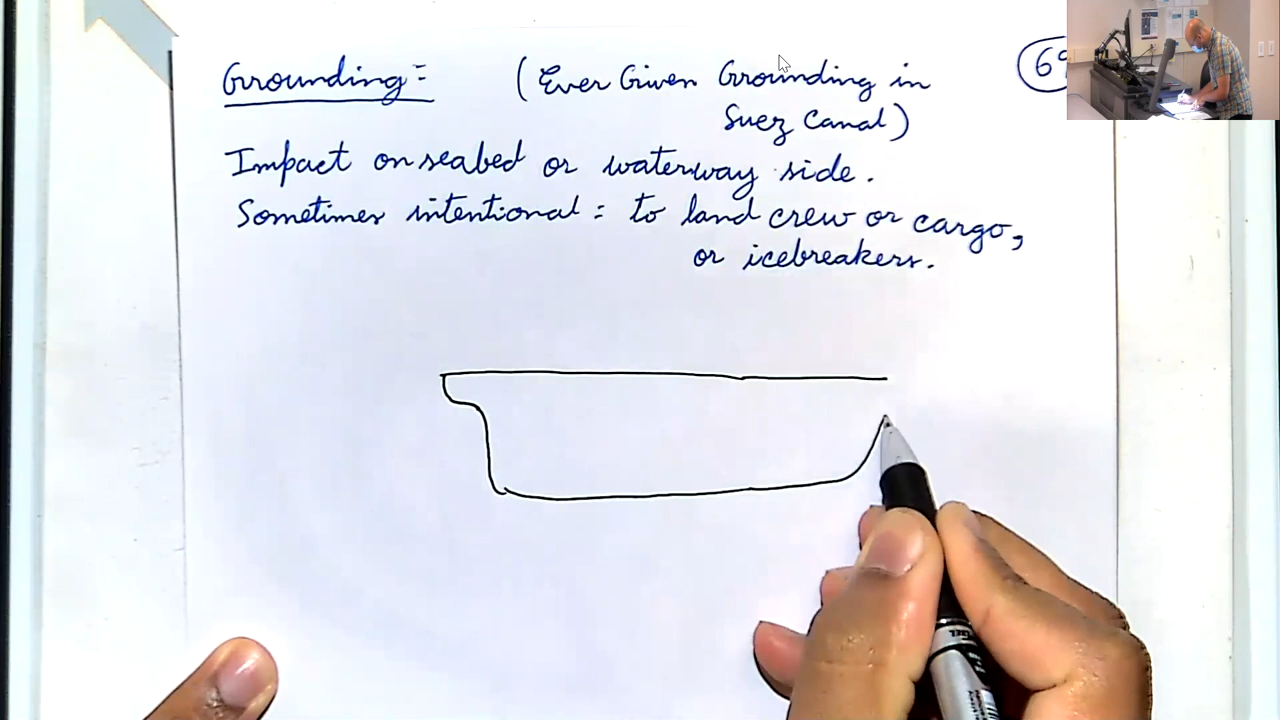 Grounding:
(Ever Given Grounding in
Suez Canal)
Impact on seabed or waterway side.
Sometimes intentional: to land crew or cargo,
or icebreakers.